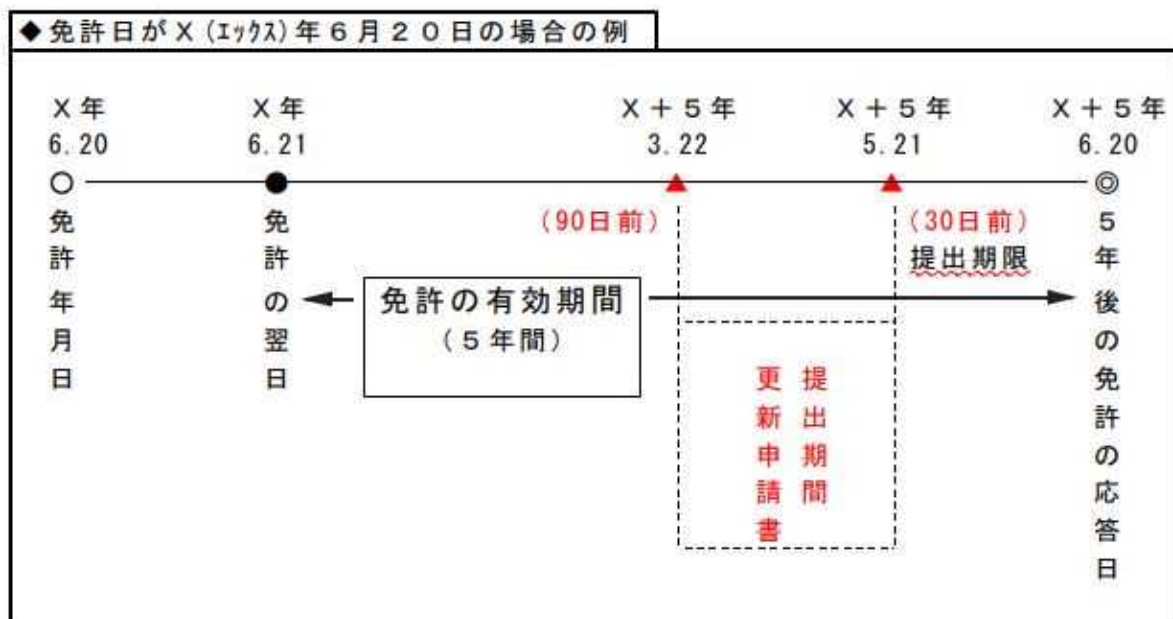 ◆免許日がX(ｴｯｸｽ)年6月20日の場合の例
X年
6.20
X年
6.21
X+5年
3.22
X+5年
5.21
X+5年
6.20
免許年月日
免許の翌日
(90日前)
(30日前)
提出期限
5年後の免許の応答日
免許の有効期間
(5年間)
更新申請書
提出期間